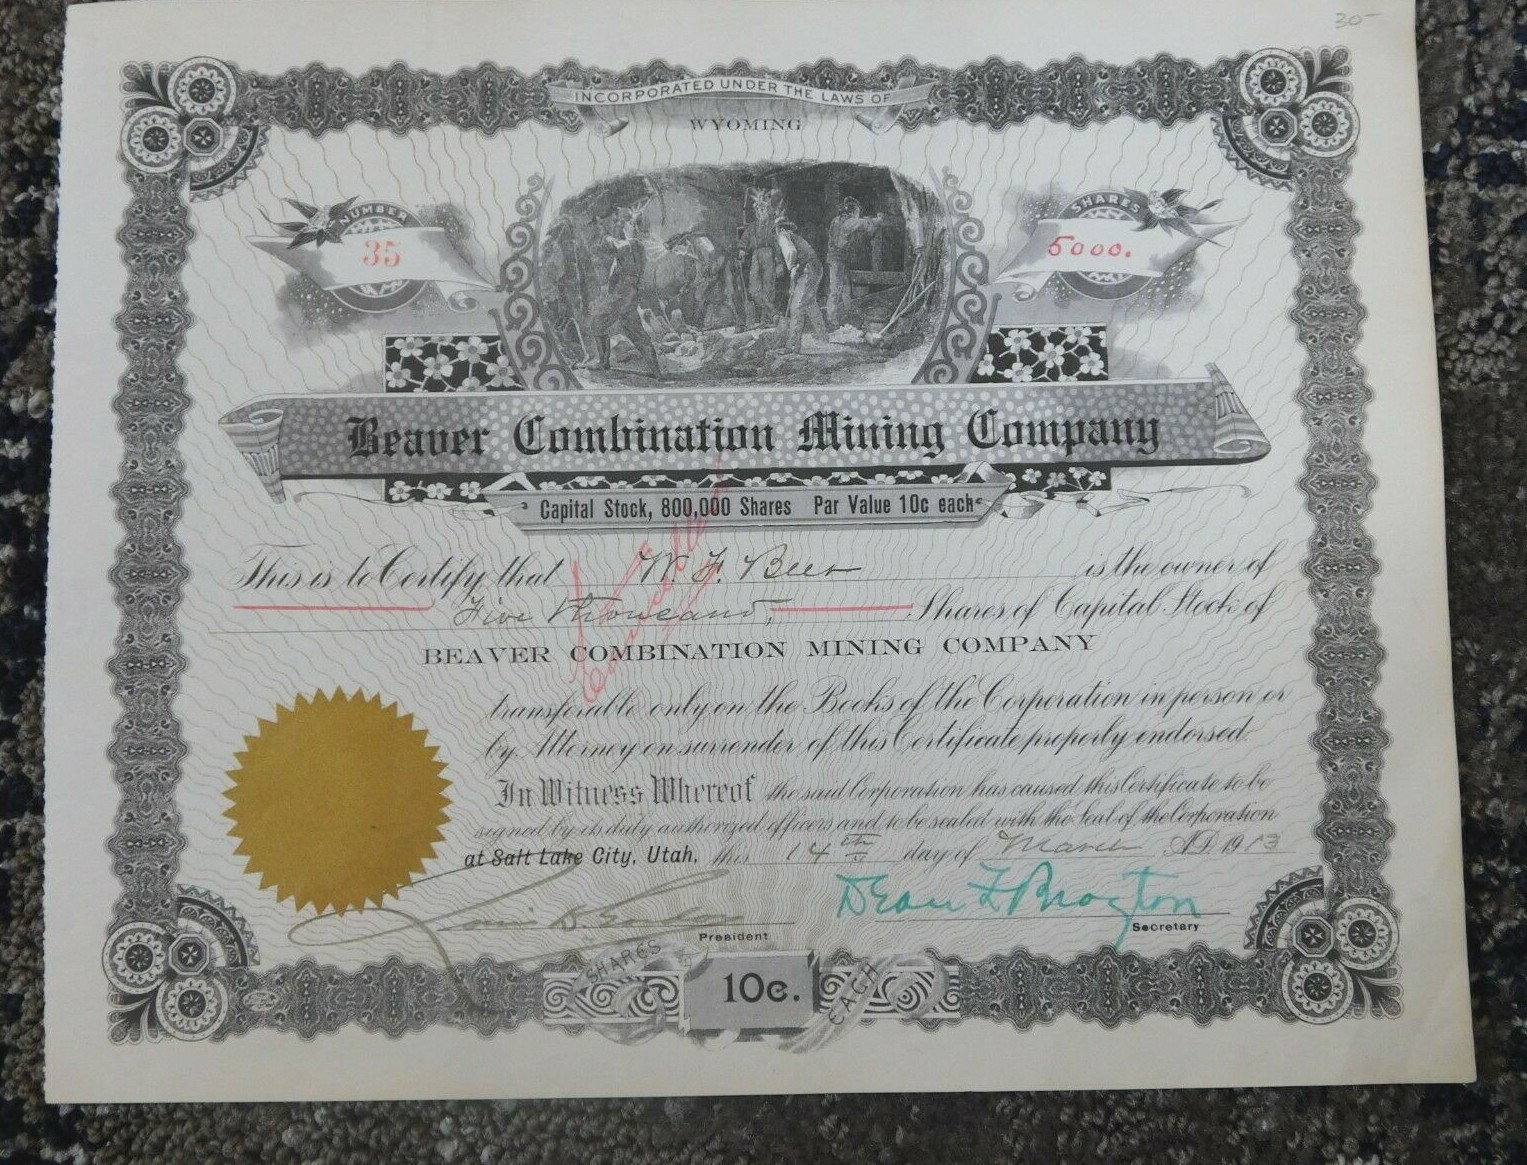 30-
INCORPORATED UNDER THE LAWS OF
WYOMING
NUMBER
35
SHARES
5000.
Beaver Combination Mining Company
Capital Stock, 800,000 Shares Par Value 10c each
This is to Certify that W. F. Beer is the owner of
Five thousand, Shares of Capital Stock of
Cancelled
BEAVER COMBINATION MINING COMPANY
transferable only on the Books of the Corporation in person or
by Attorney on surrender of this Certificate properly endorsed.
In Witness Whereof the said Corporation has caused this Certificate to be
signed by its duly authorized officers and to be sealed with the Seal of the Corporation
at Salt Lake City, Utah, this 14th day of March A.D. 1913
Dean F. Brayton
President
Secretary
SHARES
10c.
EACH